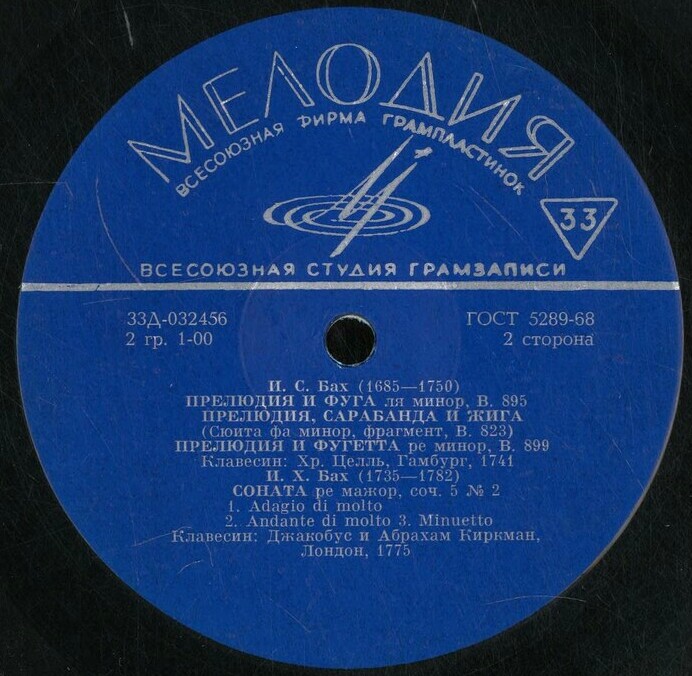 МЕЛОДИЯ
ВСЕСОЮЗНАЯ ФИРМА ГРАМПЛАСТИНОК
33
ВСЕСОЮЗНАЯ СТУДИЯ ГРАМЗАПИСИ
33Д-032456 ГОСТ 5289-68
2 гр. 1-00 2 сторона
И. С. Бах (1685—1750)
ПРЕЛЮДИЯ И ФУГА ля минор, В. 895
ПРЕЛЮДИЯ, САРАБАНДА И ЖИГА
(Сюита фа минор, фрагмент, В. 823)
ПРЕЛЮДИЯ И ФУГЕТТА ре минор, В. 899
Клавесин: Хр. Целль, Гамбург, 1741
И. Х. Бах (1735—1782)
СОНАТА ре мажор, соч. 5 № 2
1. Adagio di molto
2. Andante di molto 3. Minuetto
Клавесин: Джакобус и Абрахам Киркман,
Лондон, 1775